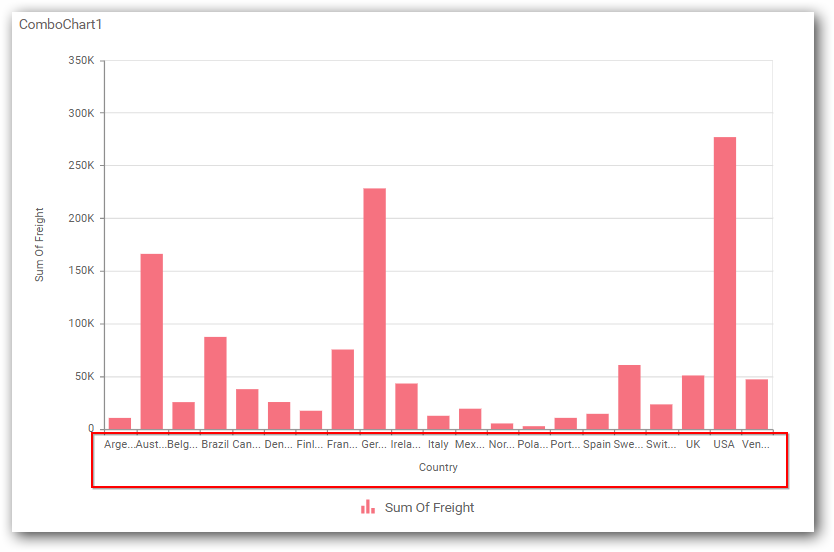 ComboChart1
350K
300K
250K
200K
150K
100K
50K
0
Sum Of Freight
Arge... Aust... Belg... Brazil Can... Den... Finl... Fran... Ger... Irela... Italy Mex... Nor... Pola... Port... Spain Swe... Swit... UK USA Ven...
Country
Sum Of Freight